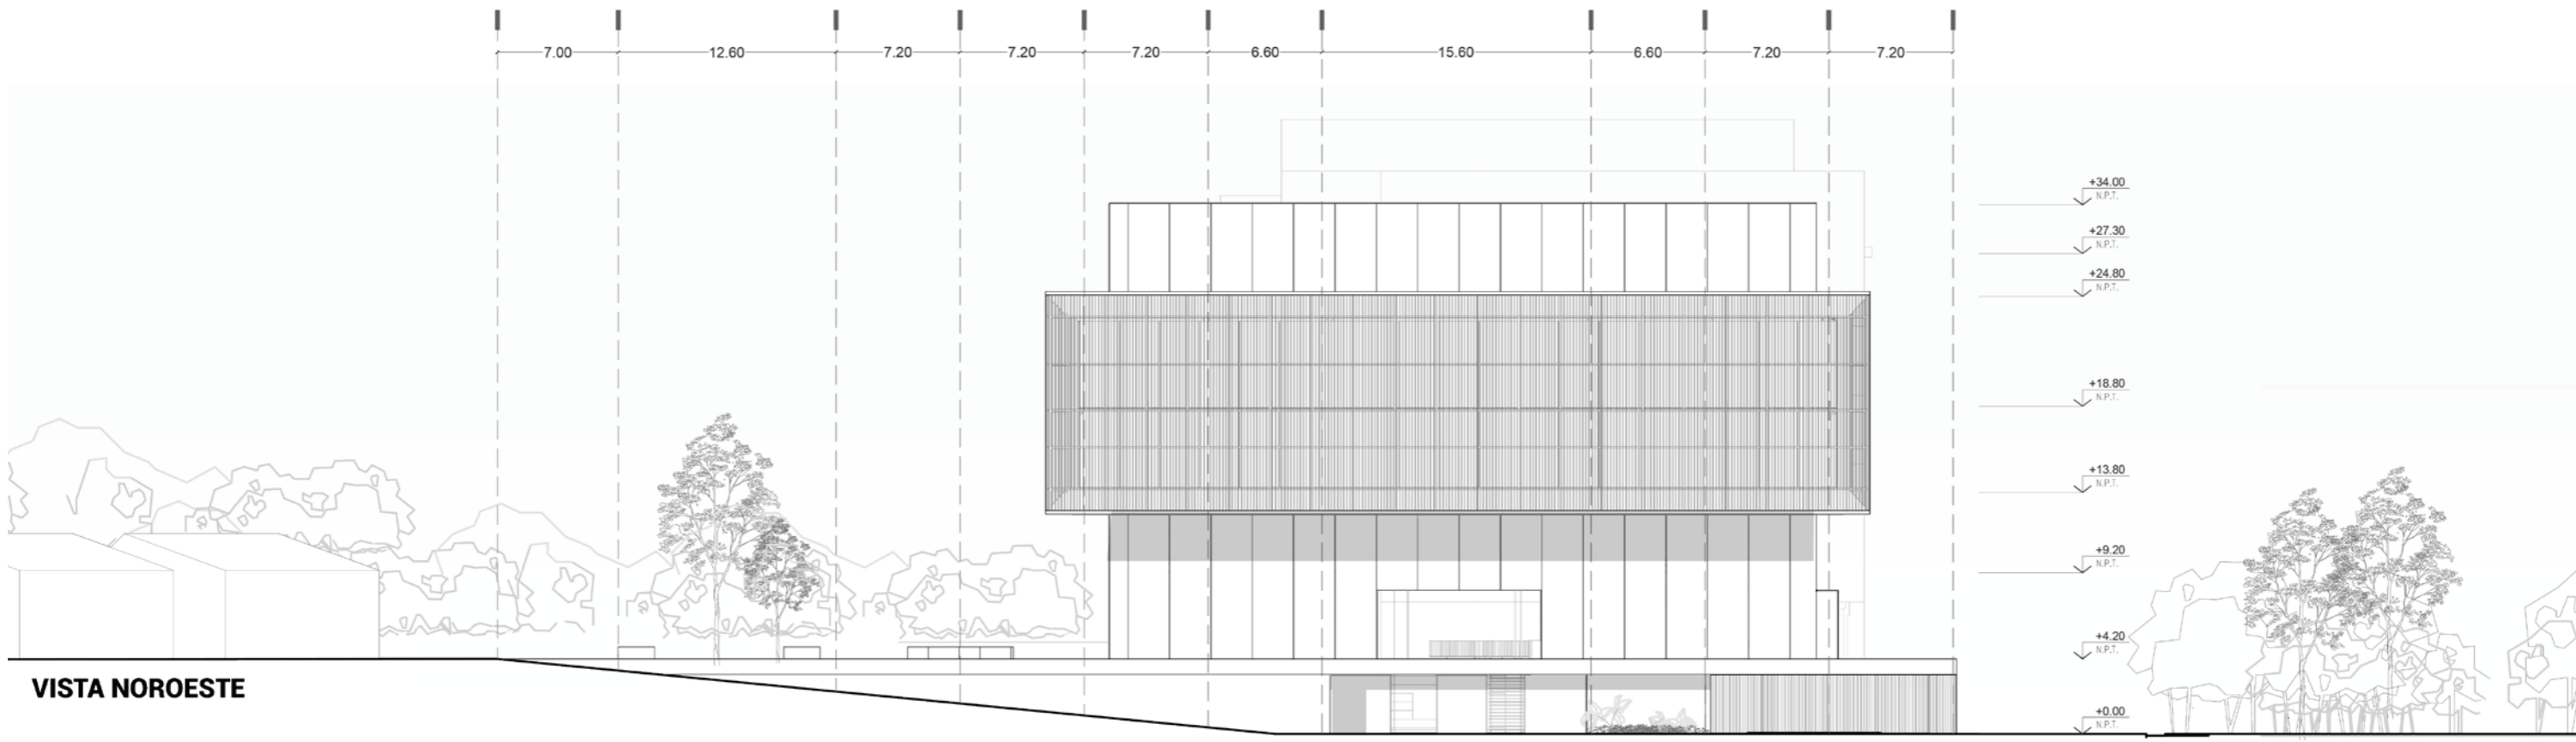 7.00 12.60 7.20 7.20 7.20 6.60 15.60 6.60 7.20 7.20
+34.00
N.P.T.
+27.30
N.P.T.
+24.80
N.P.T.
+18.80
N.P.T.
+13.80
N.P.T.
+9.20
N.P.T.
+4.20
N.P.T.
VISTA NOROESTE
+0.00
N.P.T.